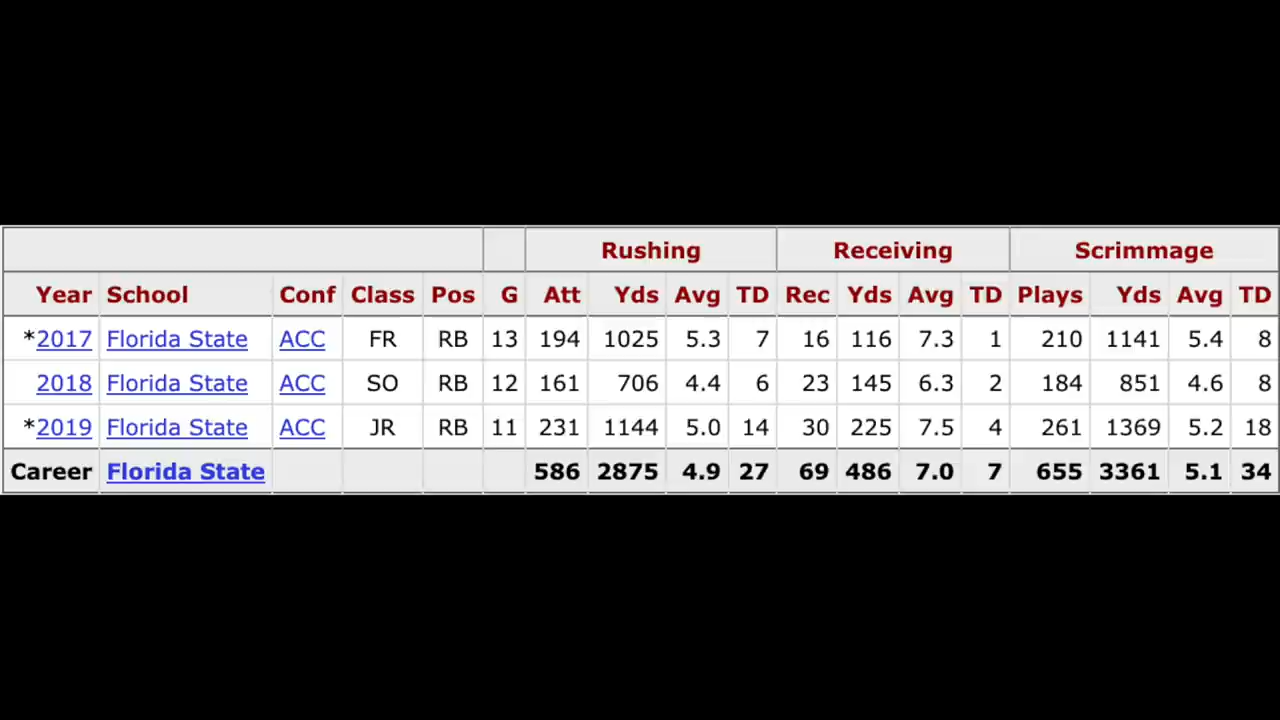 Rushing Receiving Scrimmage
Year School Conf Class Pos G Att Yds Avg TD Rec Yds Avg TD Plays Yds Avg TD
*2017 Florida State ACC FR RB 13 194 1025 5.3 7 16 116 7.3 1 210 1141 5.4 8
2018 Florida State ACC SO RB 12 161 706 4.4 6 23 145 6.3 2 184 851 4.6 8
*2019 Florida State ACC JR RB 11 231 1144 5.0 14 30 225 7.5 4 261 1369 5.2 18
Career Florida State 586 2875 4.9 27 69 486 7.0 7 655 3361 5.1 34